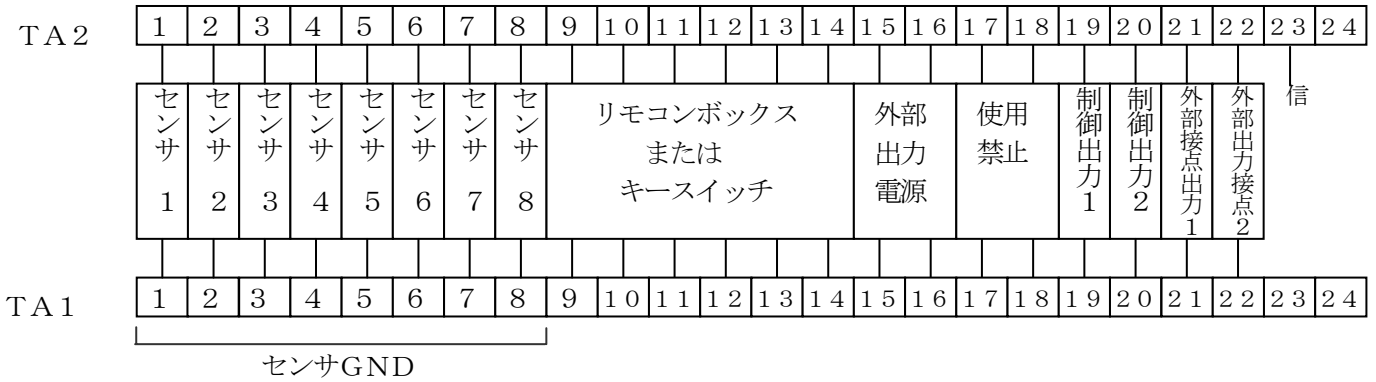 TA2 1 2 3 4 5 6 7 8 9 10 11 12 13 14 15 16 17 18 19 20 21 22 23 24
センサ1
センサ2
センサ3
センサ4
センサ5
センサ6
センサ7
センサ8
リモコンボックス
または
キースイッチ
外部
出力
電源
使用
禁止
制御出力1
制御出力2
外部接点出力1
外部出力接点2
信
TA1 1 2 3 4 5 6 7 8 9 10 11 12 13 14 15 16 17 18 19 20 21 22 23 24
センサGND